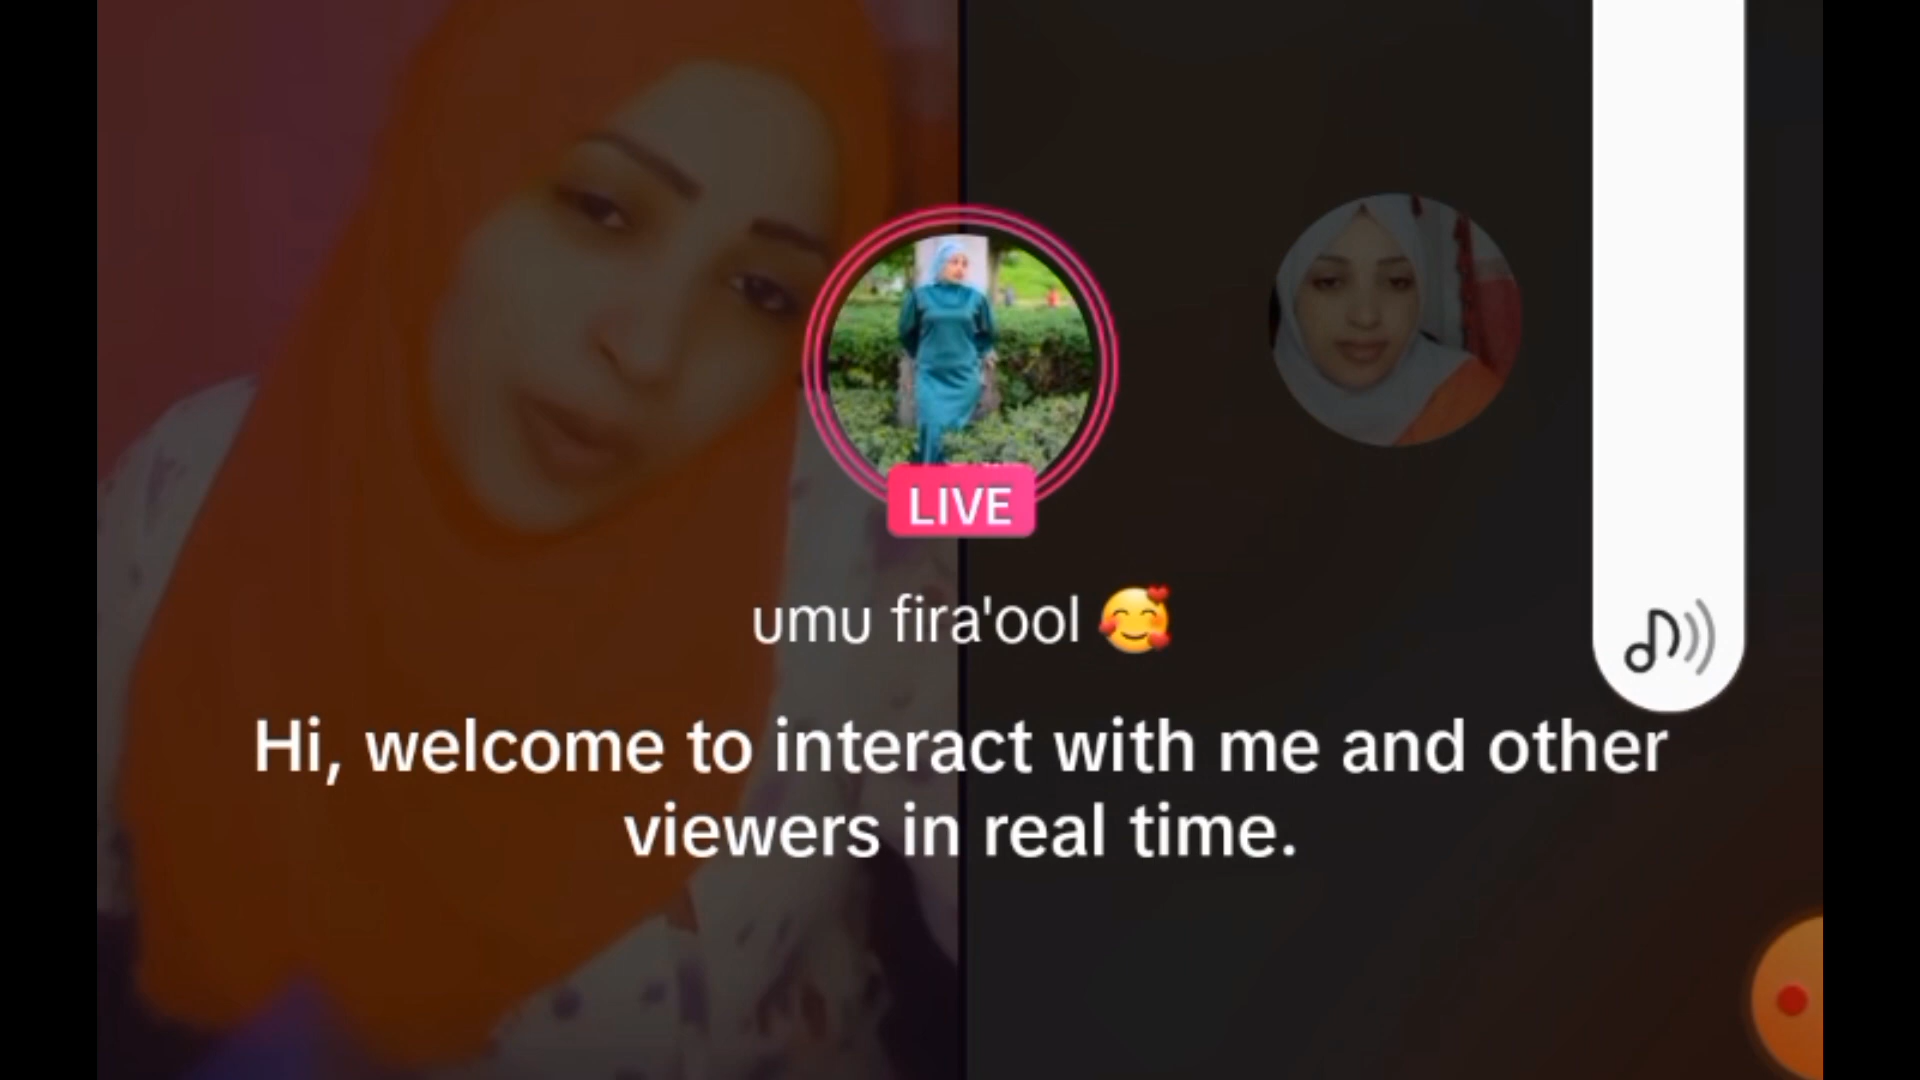 LIVE
umu fira'ool 🥰
Hi, welcome to interact with me and other
viewers in real time.